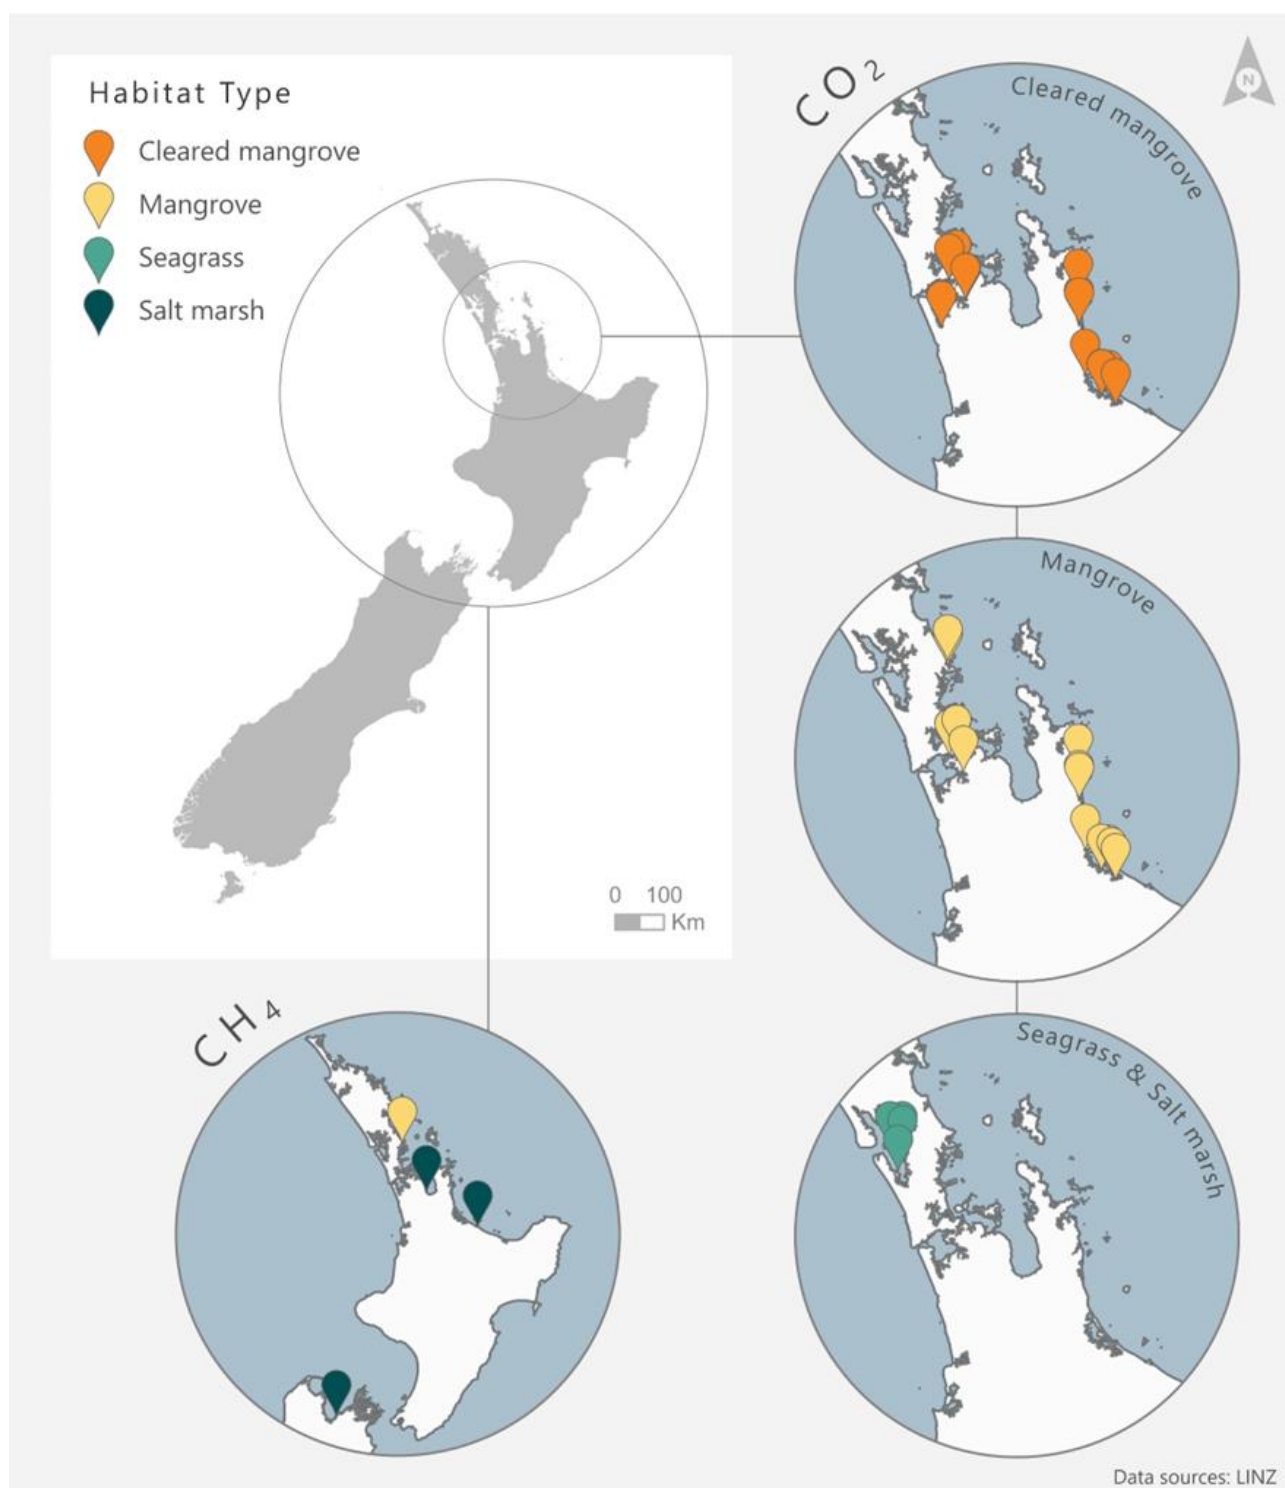 Habitat Type
Cleared mangrove
Mangrove
Seagrass
Salt marsh
0 100
Km
CO₂
Cleared mangrove
N
Mangrove
CH₄
Seagrass & Salt marsh
Data sources: LINZ